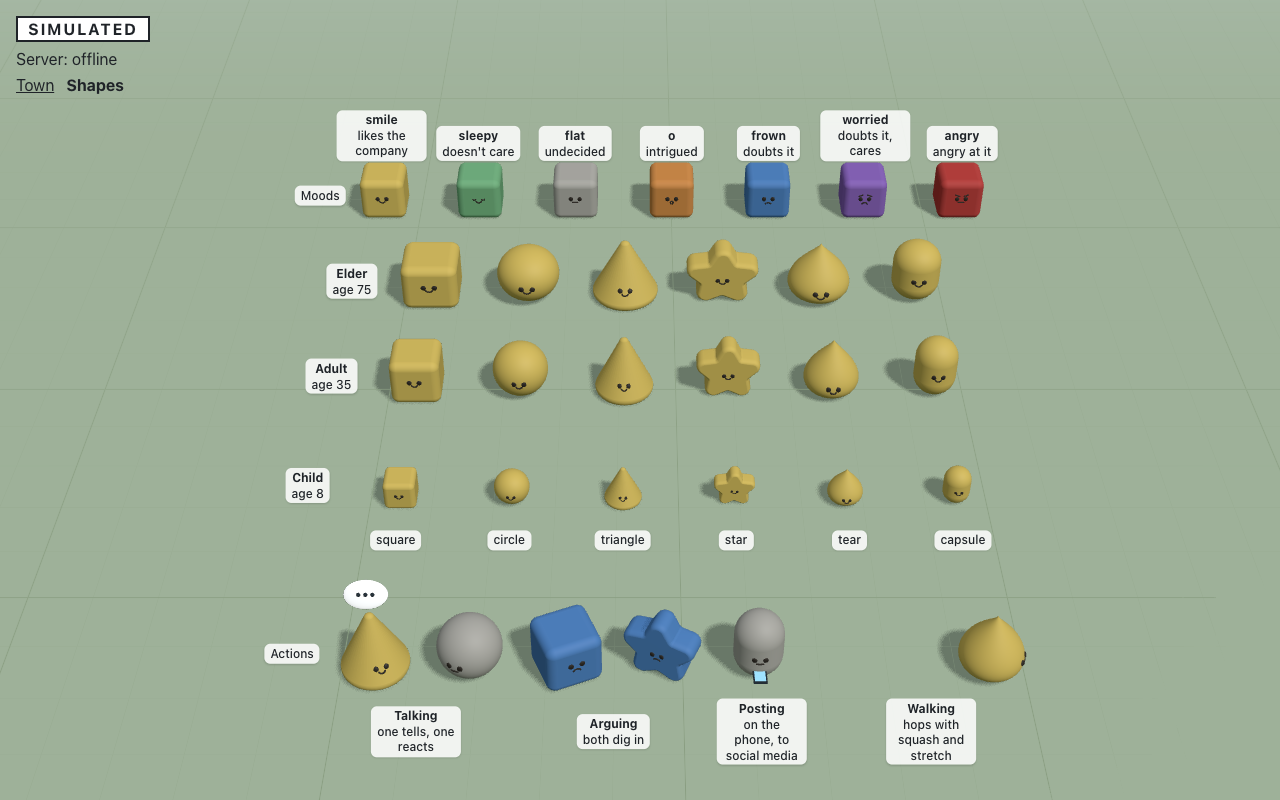 SIMULATED
Server: offline
Town Shapes
smile
likes the
company
sleepy
doesn't care
flat
undecided
o
intrigued
frown
doubts it
worried
doubts it,
cares
angry
angry at it
Moods
Elder
age 75
Adult
age 35
Child
age 8
square
circle
triangle
star
tear
capsule
•••
Actions
Talking
one tells, one
reacts
Arguing
both dig in
Posting
on the
phone, to
social media
Walking
hops with
squash and
stretch